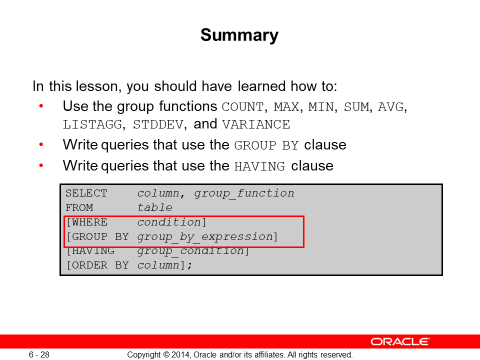 Summary
In this lesson, you should have learned how to:
• Use the group functions COUNT, MAX, MIN, SUM, AVG,
LISTAGG, STDDEV, and VARIANCE
• Write queries that use the GROUP BY clause
• Write queries that use the HAVING clause
SELECT column, group_function
FROM table
[WHERE condition]
[GROUP BY group_by_expression]
[HAVING group_condition]
[ORDER BY column];
ORACLE
6 - 28 Copyright © 2014, Oracle and/or its affiliates. All rights reserved.